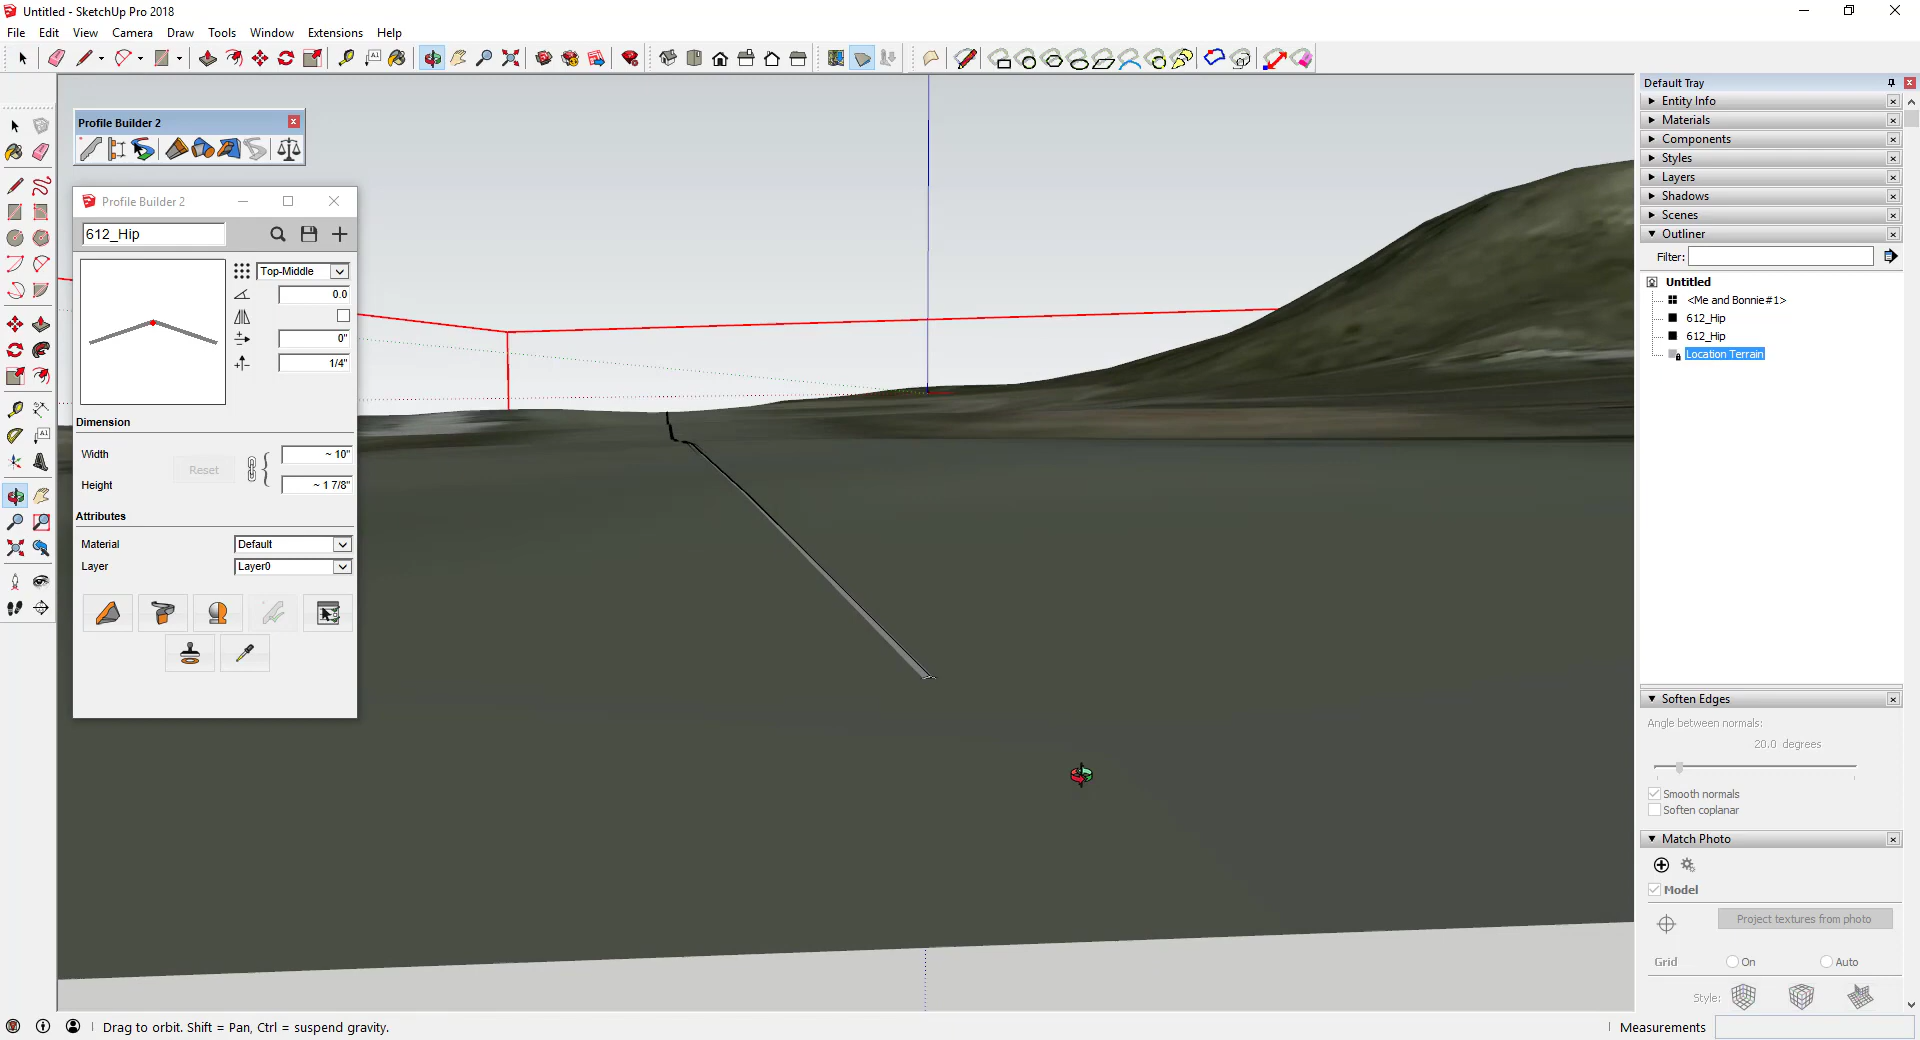 Untitled - SketchUp Pro 2018
File Edit View Camera Draw Tools Window Extensions Help
Profile Builder 2
Profile Builder 2
612_Hip
Top-Middle
0.0
0"
1/4"
Dimension
Width
~ 10"
Reset
Height
~ 1 7/8"
Attributes
Material
Default
Layer
Layer0
Default Tray
Entity Info
Materials
Components
Styles
Layers
Shadows
Scenes
Outliner
Filter:
Untitled
<Me and Bonnie#1>
612_Hip
612_Hip
Location Terrain
Soften Edges
Angle between normals:
20.0 degrees
Smooth normals
Soften coplanar
Match Photo
Model
Project textures from photo
Grid On Auto
Style:
Drag to orbit. Shift = Pan, Ctrl = suspend gravity.
Measurements